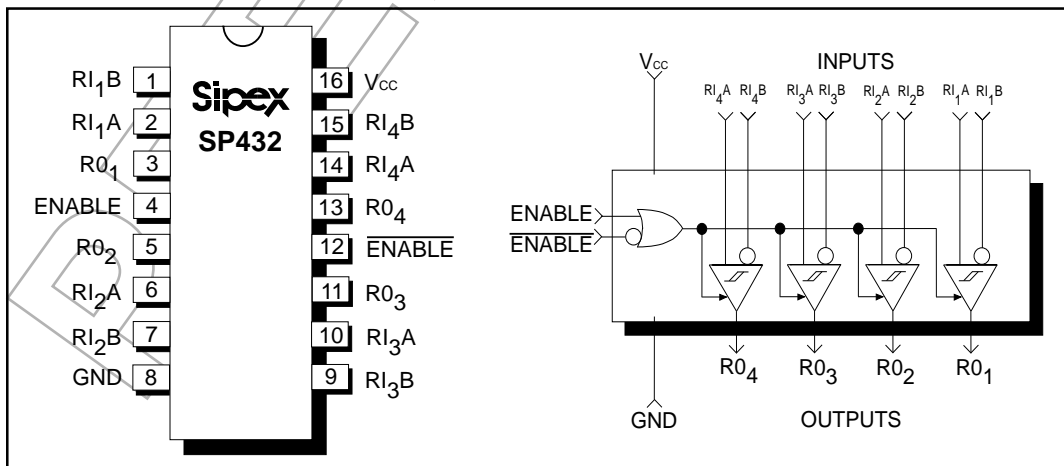 Sipex
SP432
RI1B 1
RI1A 2
R01 3
ENABLE 4
R02 5
RI2A 6
RI2B 7
GND 8
16 VCC
15 RI4B
14 RI4A
13 R04
12 ENABLE
11 R03
10 RI3A
9 RI3B
VCC
INPUTS
RI4A RI4B RI3A RI3B RI2A RI2B RI1A RI1B
ENABLE
ENABLE
R04 R03 R02 R01
GND
OUTPUTS